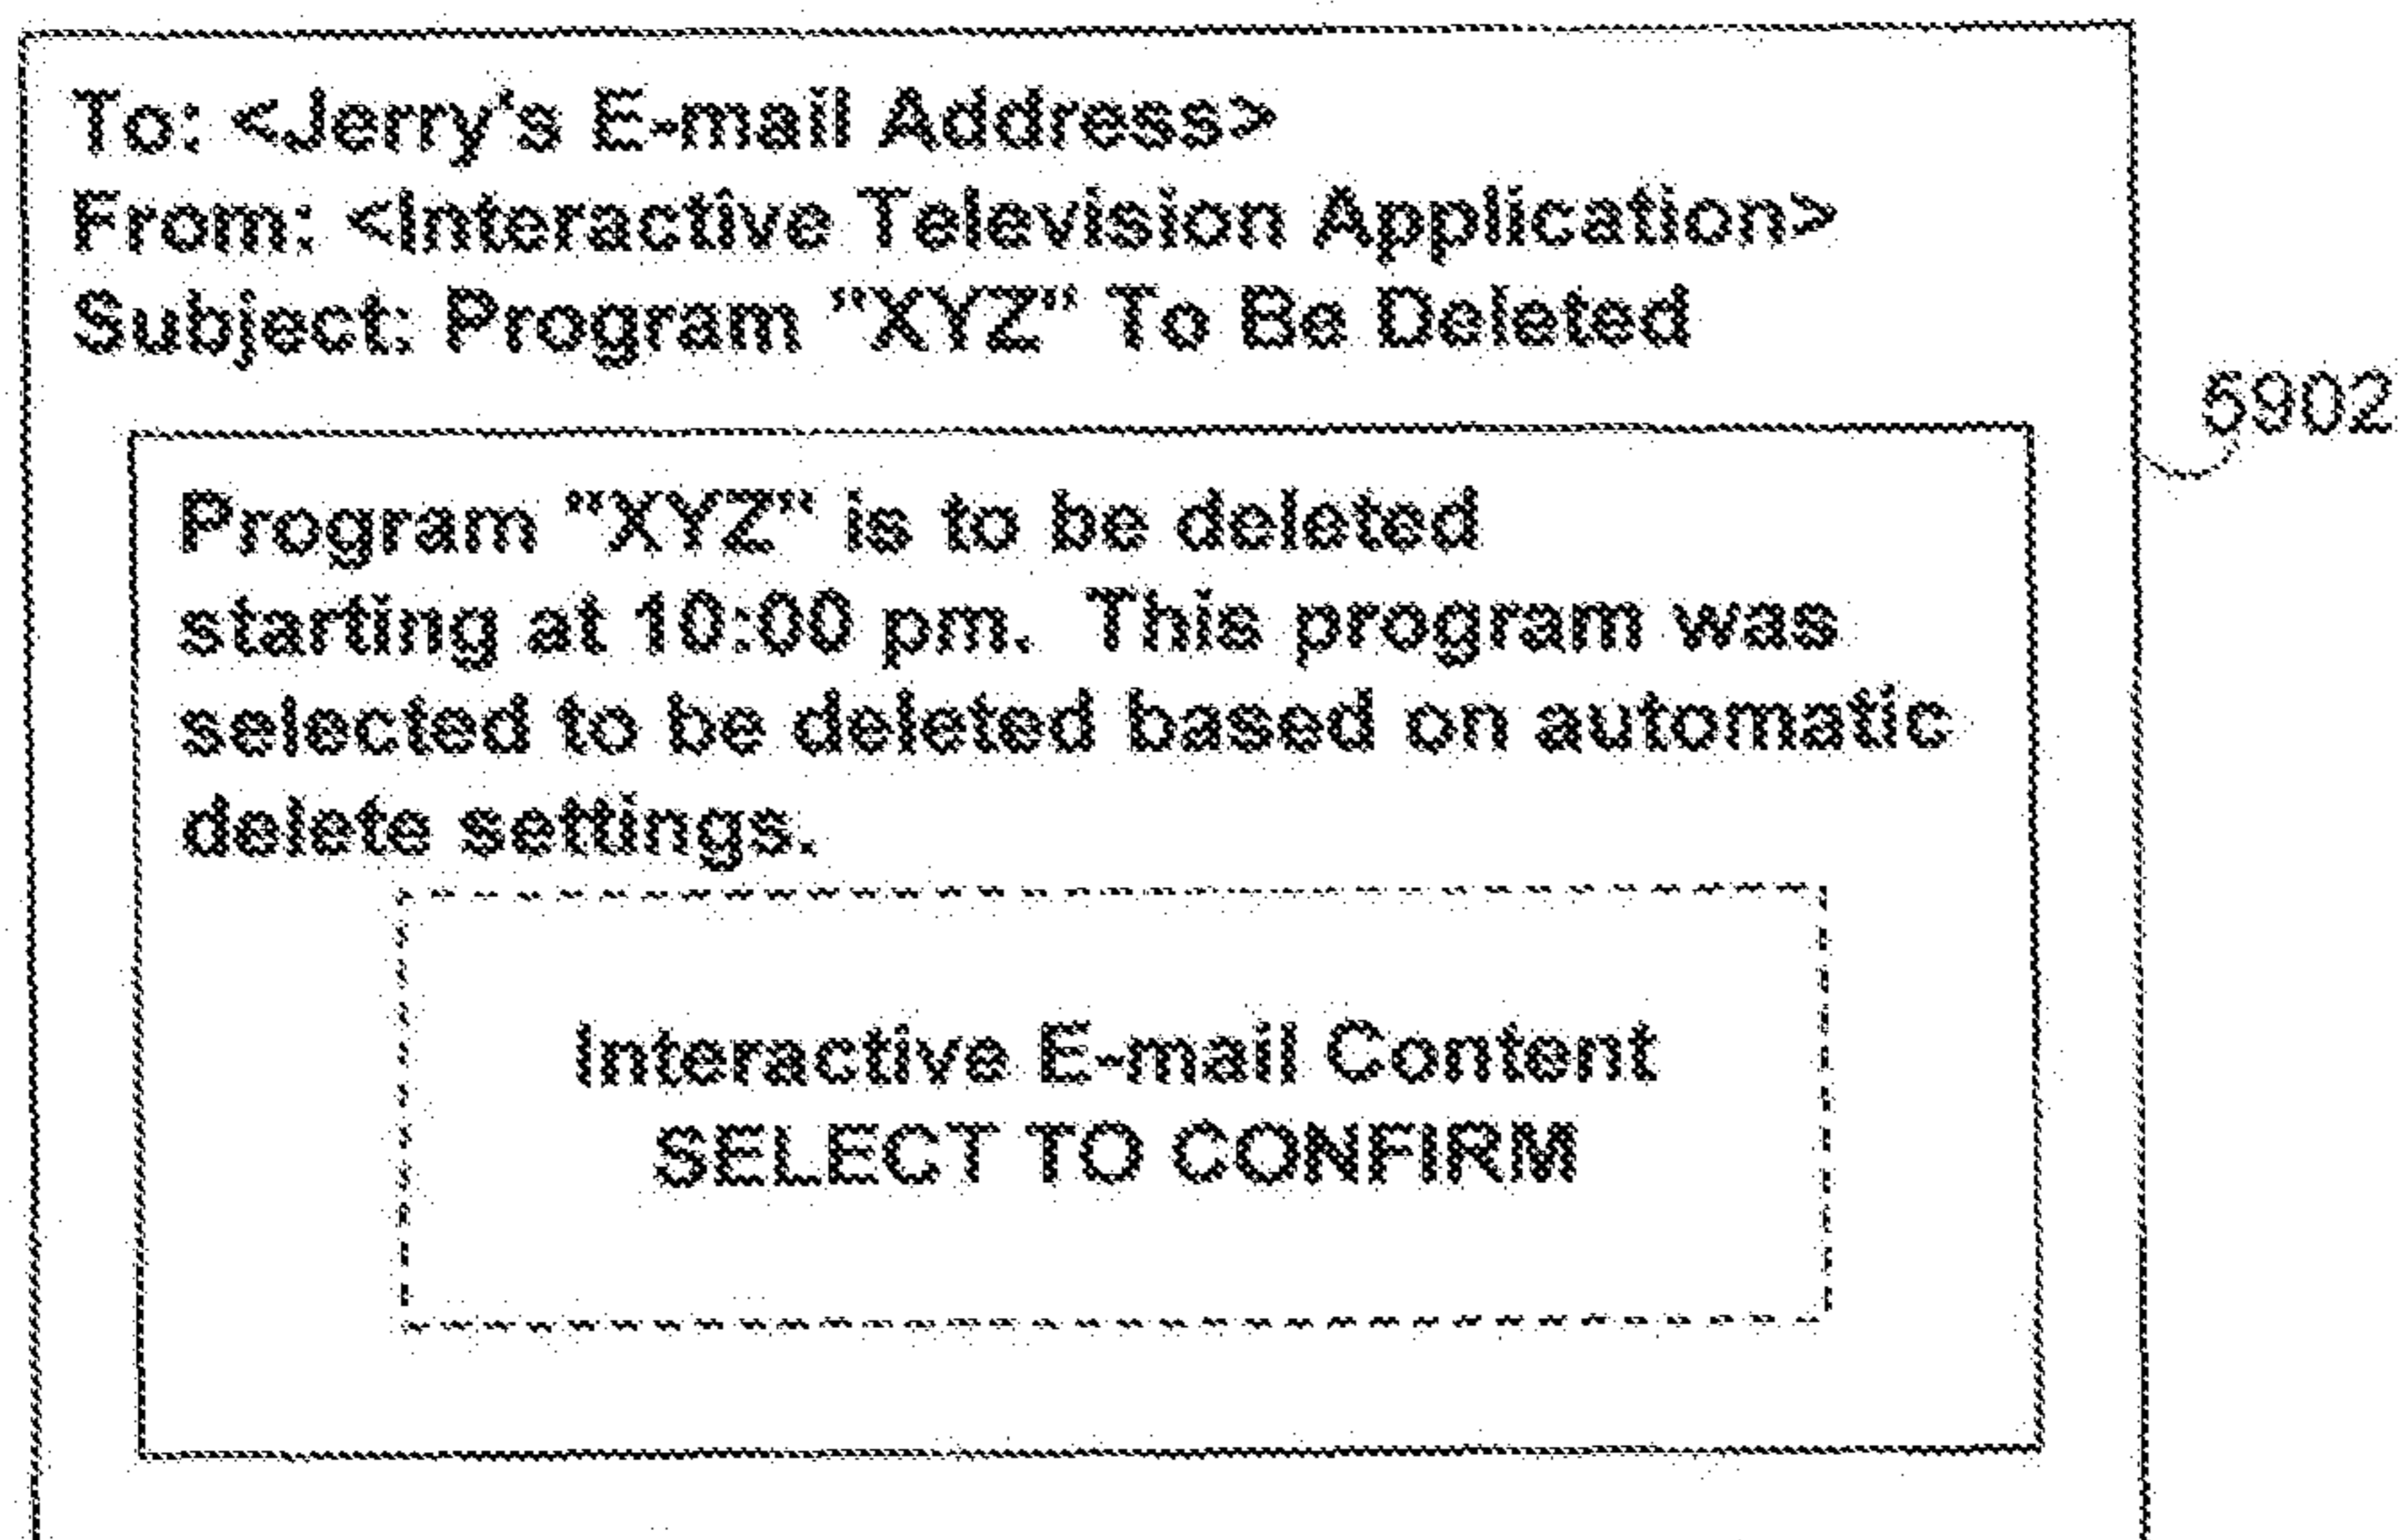 To: <Jerry's E-mail Address>
From: <Interactive Television Application>
Subject: Program "XYZ" To Be Deleted
5902
Program "XYZ" is to be deleted
starting at 10:00 pm.  This program was
selected to be deleted based on automatic
delete settings.
Interactive E-mail Content
SELECT TO CONFIRM